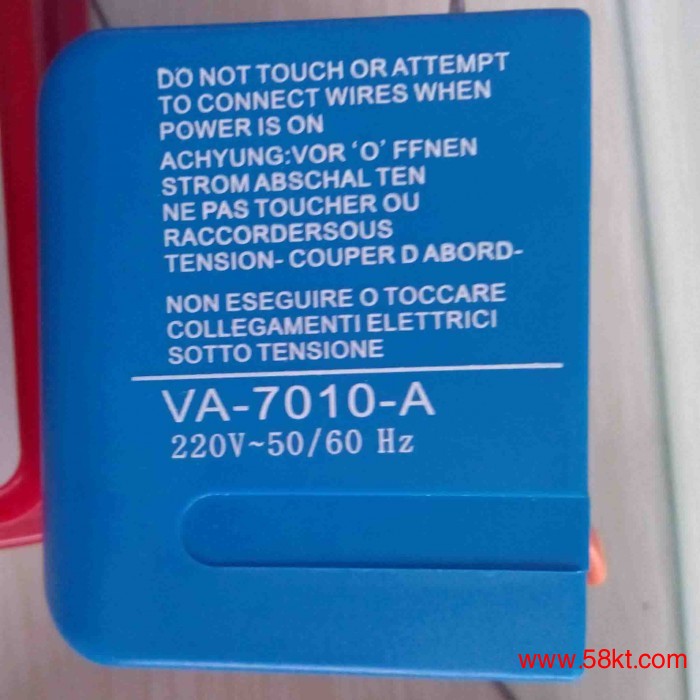 DO NOT TOUCH OR ATTEMPT
TO CONNECT WIRES WHEN
POWER IS ON
ACHYUNG:VOR 'O' FFNEN
STROM ABSCHAL TEN
NE PAS TOUCHER OU
RACCORDERSOUS
TENSION- COUPER D ABORD-
NON ESEGUIRE O TOCCARE
COLLEGAMENTI ELETTRICI
SOTTO TENSIONE
VA-7010-A
220V~50/60 Hz
www.58kt.com